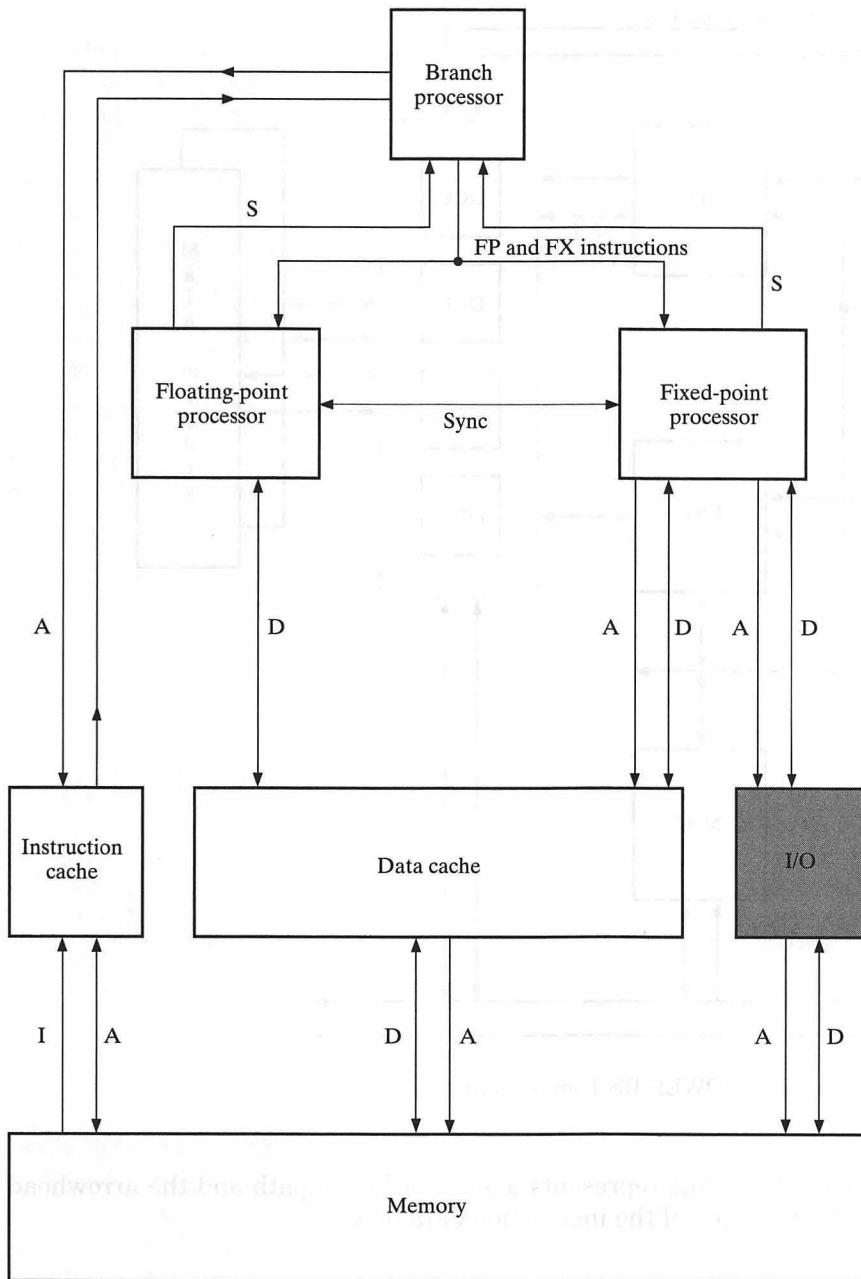 Branch
processor
S
FP and FX instructions
S
Floating-point
processor
Sync
Fixed-point
processor
A
D
A
D
A
D
Instruction
cache
Data cache
I/O
I
A
D
A
A
D
Memory